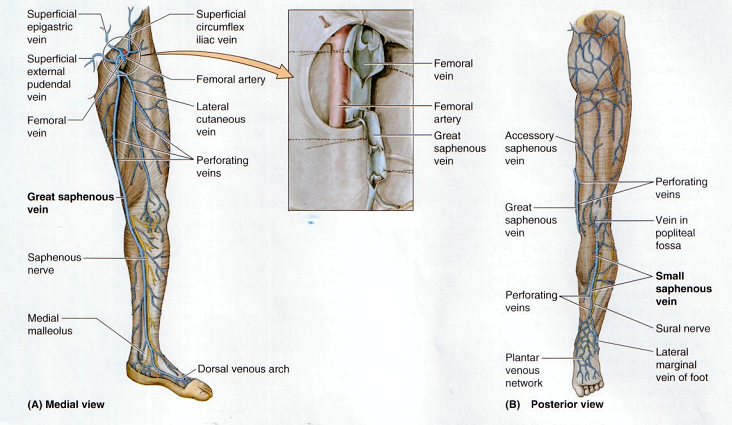 Superficial
epigastric
vein
Superficial
circumflex
iliac vein
Superficial
external
pudendal
vein
Femoral artery
Femoral
vein
Lateral
cutaneous
vein
Perforating
veins
Great saphenous
vein
Saphenous
nerve
Medial
malleolus
Dorsal venous arch
(A) Medial view
Femoral
vein
Femoral
artery
Great
saphenous
vein
Accessory
saphenous
vein
Perforating
veins
Great
saphenous
vein
Vein in
popliteal
fossa
Small
saphenous
vein
Perforating
veins
Sural nerve
Plantar
venous
network
Lateral
marginal
vein of foot
(B) Posterior view